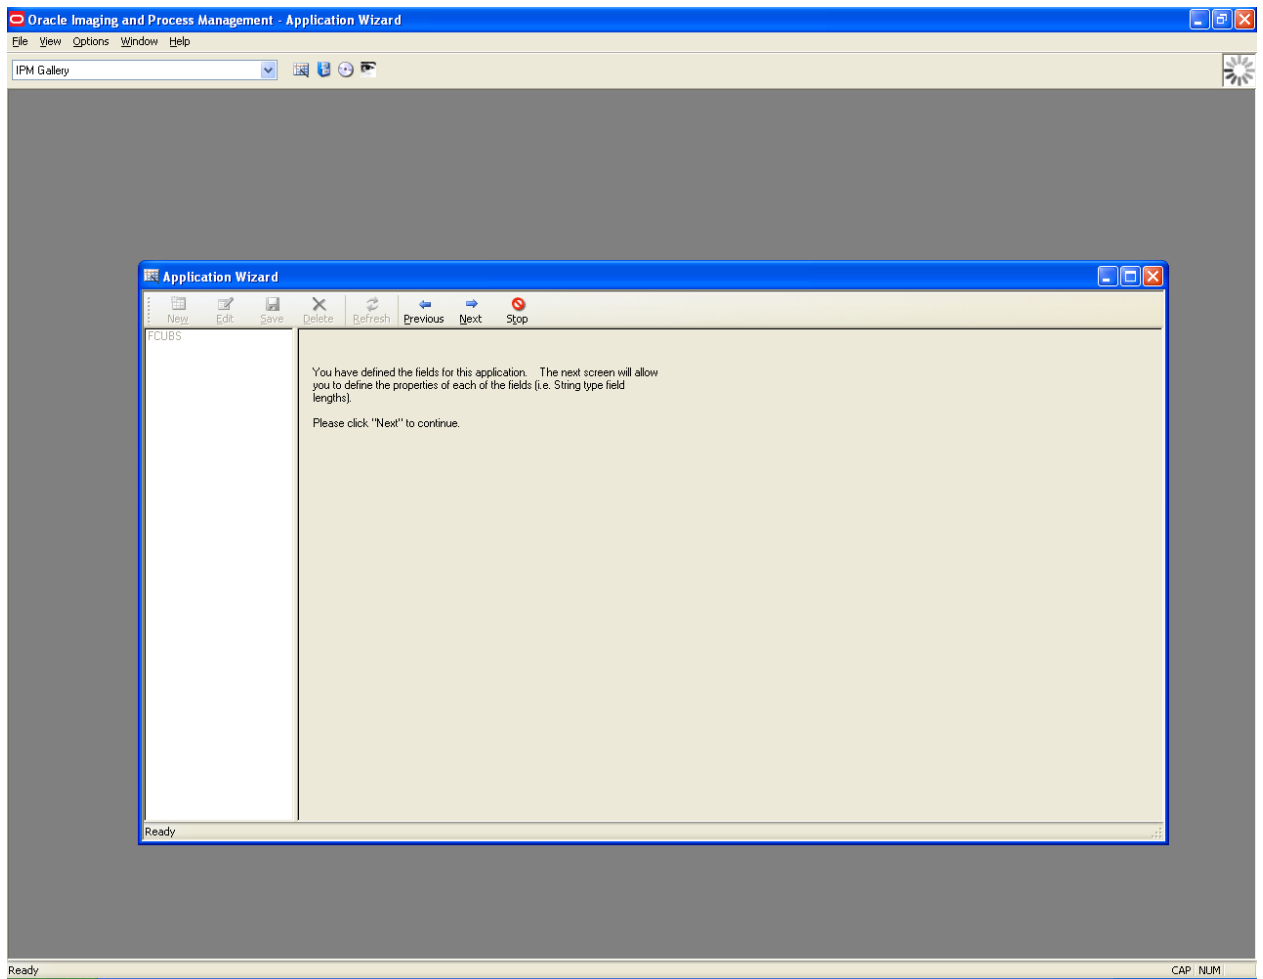 Oracle Imaging and Process Management - Application Wizard
File View Options Window Help
IPM Gallery
Application Wizard
New Edit Save Delete Refresh Previous Next Stop
FCUBS
You have defined the fields for this application. The next screen will allow
you to define the properties of each of the fields (i.e. String type field
lengths).
Please click "Next" to continue.
Ready
Ready CAP NUM